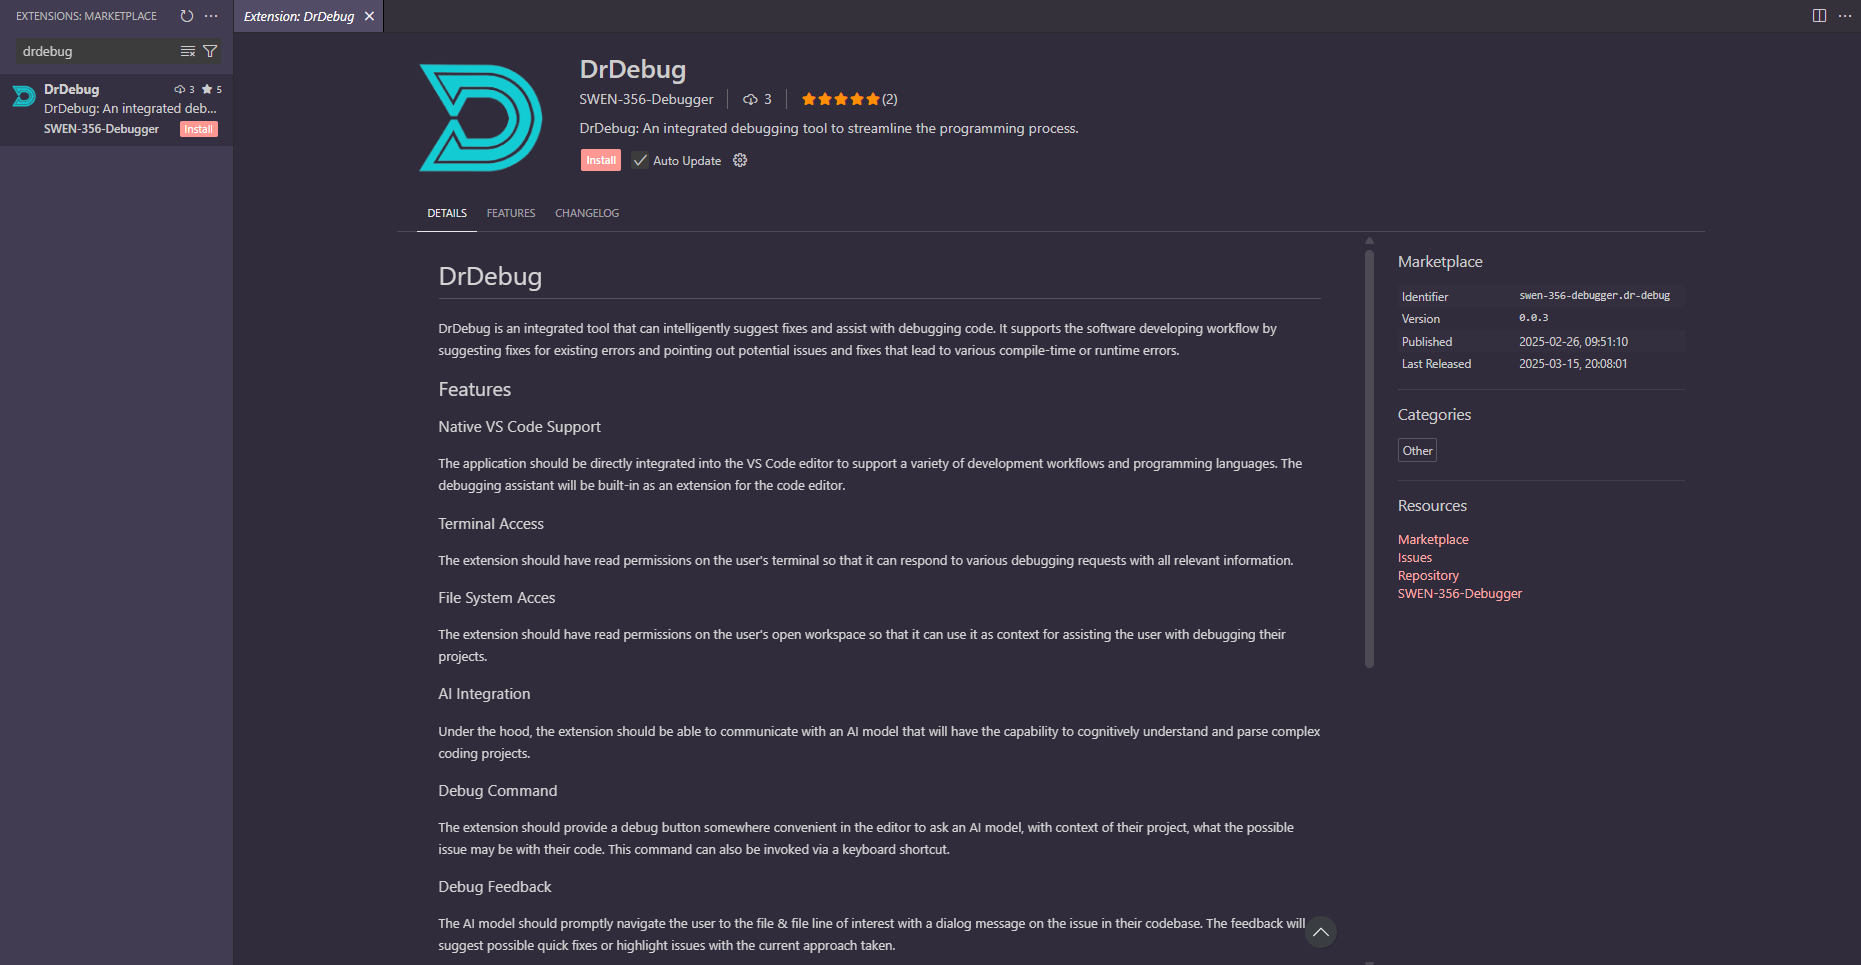 EXTENSIONS: MARKETPLACE
drdebug
DrDebug 3 5
DrDebug: An integrated deb...
SWEN-356-Debugger Install
Extension: DrDebug
DrDebug
SWEN-356-Debugger 3 (2)
DrDebug: An integrated debugging tool to streamline the programming process.
Install Auto Update
DETAILS FEATURES CHANGELOG
DrDebug
DrDebug is an integrated tool that can intelligently suggest fixes and assist with debugging code. It supports the software developing workflow by
suggesting fixes for existing errors and pointing out potential issues and fixes that lead to various compile-time or runtime errors.
Features
Native VS Code Support
The application should be directly integrated into the VS Code editor to support a variety of development workflows and programming languages. The
debugging assistant will be built-in as an extension for the code editor.
Terminal Access
The extension should have read permissions on the user's terminal so that it can respond to various debugging requests with all relevant information.
File System Acces
The extension should have read permissions on the user's open workspace so that it can use it as context for assisting the user with debugging their
projects.
AI Integration
Under the hood, the extension should be able to communicate with an AI model that will have the capability to cognitively understand and parse complex
coding projects.
Debug Command
The extension should provide a debug button somewhere convenient in the editor to ask an AI model, with context of their project, what the possible
issue may be with their code. This command can also be invoked via a keyboard shortcut.
Debug Feedback
The AI model should promptly navigate the user to the file & file line of interest with a dialog message on the issue in their codebase. The feedback will
suggest possible quick fixes or highlight issues with the current approach taken.
Marketplace
Identifier swen-356-debugger.dr-debug
Version 0.0.3
Published 2025-02-26, 09:51:10
Last Released 2025-03-15, 20:08:01
Categories
Other
Resources
Marketplace
Issues
Repository
SWEN-356-Debugger